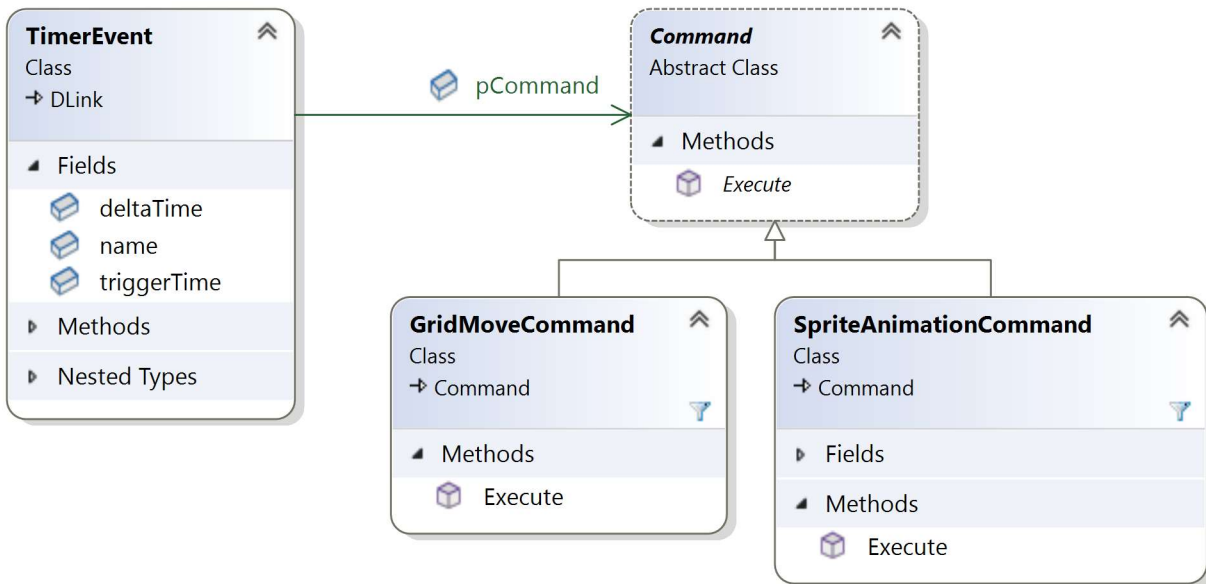 TimerEvent
Class
DLink
Fields
deltaTime
name
triggerTime
Methods
Nested Types
pCommand
Command
Abstract Class
Methods
Execute
GridMoveCommand
Class
Command
Methods
Execute
SpriteAnimationCommand
Class
Command
Fields
Methods
Execute